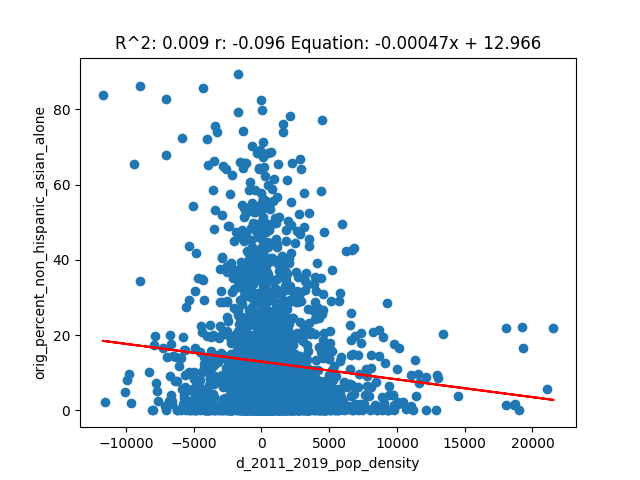 R^2: 0.009 r: -0.096 Equation: -0.00047x + 12.966
orig_percent_non_hispanic_asian_alone
80
60
40
20
0
−10000 −5000 0 5000 10000 15000 20000
d_2011_2019_pop_density